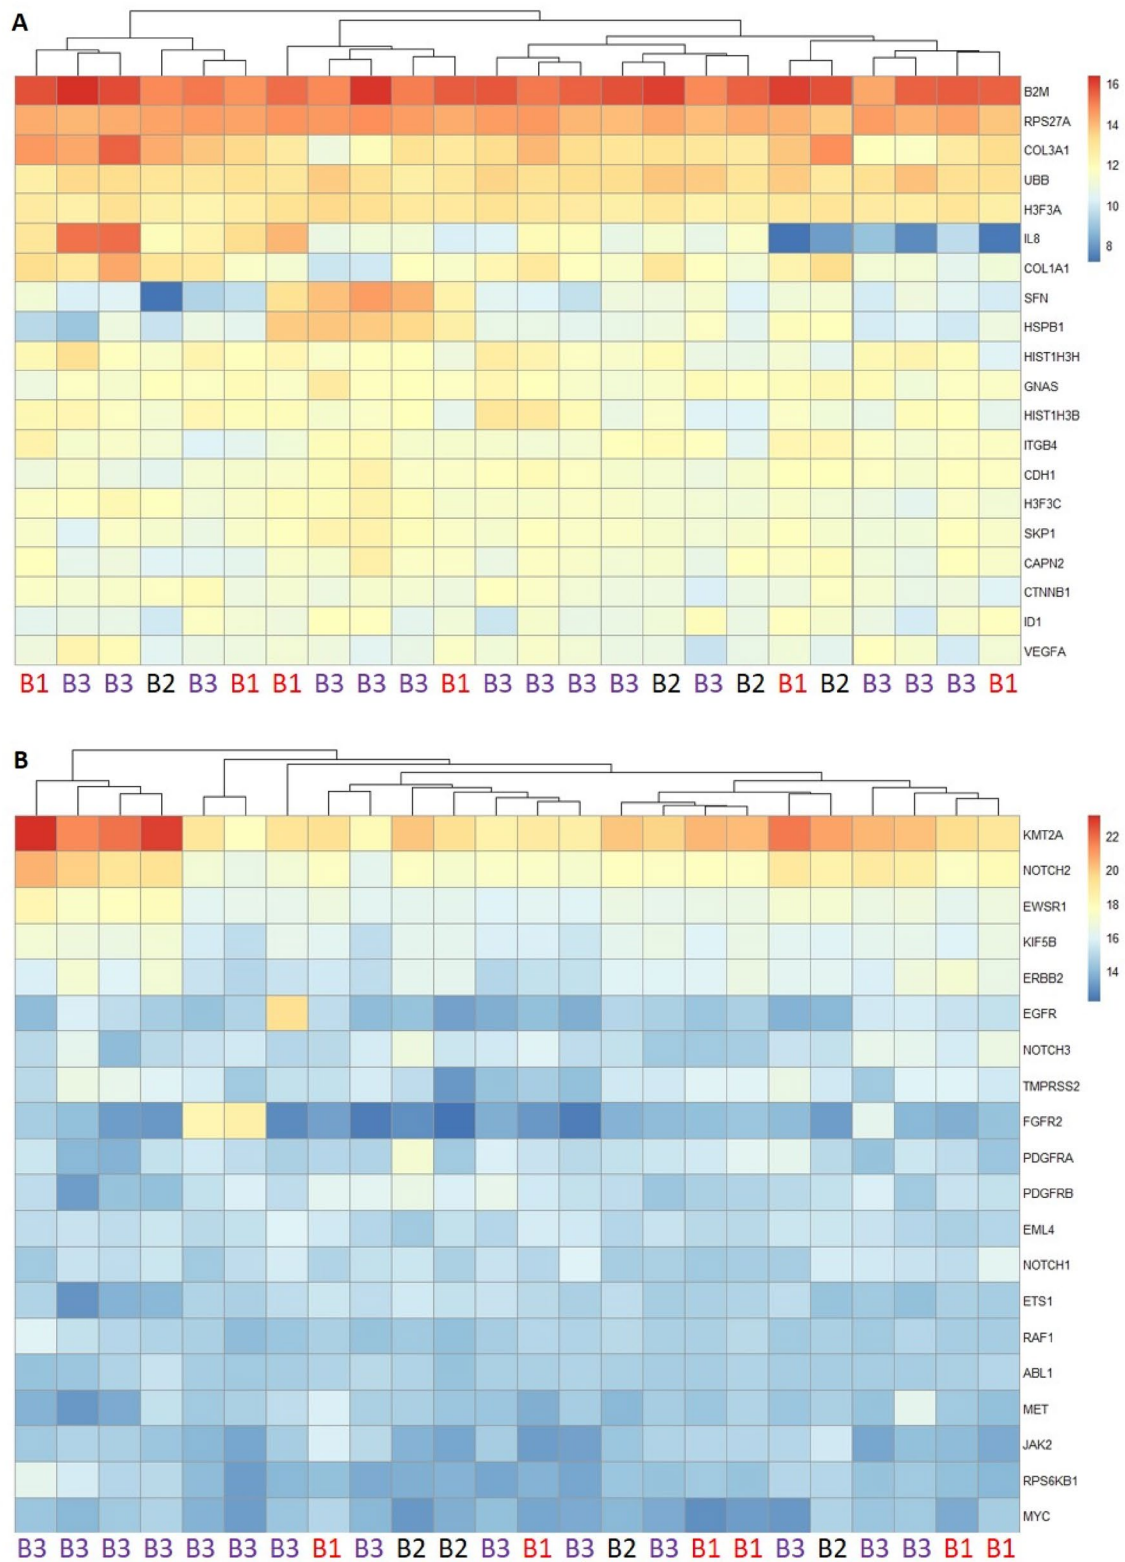 A
16
14
12
10
8
B2M
RPS27A
COL3A1
UBB
H3F3A
IL8
COL1A1
SFN
HSPB1
HIST1H3H
GNAS
HIST1H3B
ITGB4
CDH1
H3F3C
SKP1
CAPN2
CTNNB1
ID1
VEGFA
B1 B3 B3 B2 B3 B1 B1 B3 B3 B3 B1 B3 B3 B3 B3 B2 B3 B2 B1 B2 B3 B3 B3 B1
B
22
20
18
16
14
KMT2A
NOTCH2
EWSR1
KIF5B
ERBB2
EGFR
NOTCH3
TMPRSS2
FGFR2
PDGFRA
PDGFRB
EML4
NOTCH1
ETS1
RAF1
ABL1
MET
JAK2
RPS6KB1
MYC
B3 B3 B3 B3 B3 B3 B3 B1 B3 B2 B2 B3 B1 B3 B2 B3 B1 B1 B3 B2 B3 B3 B1 B1